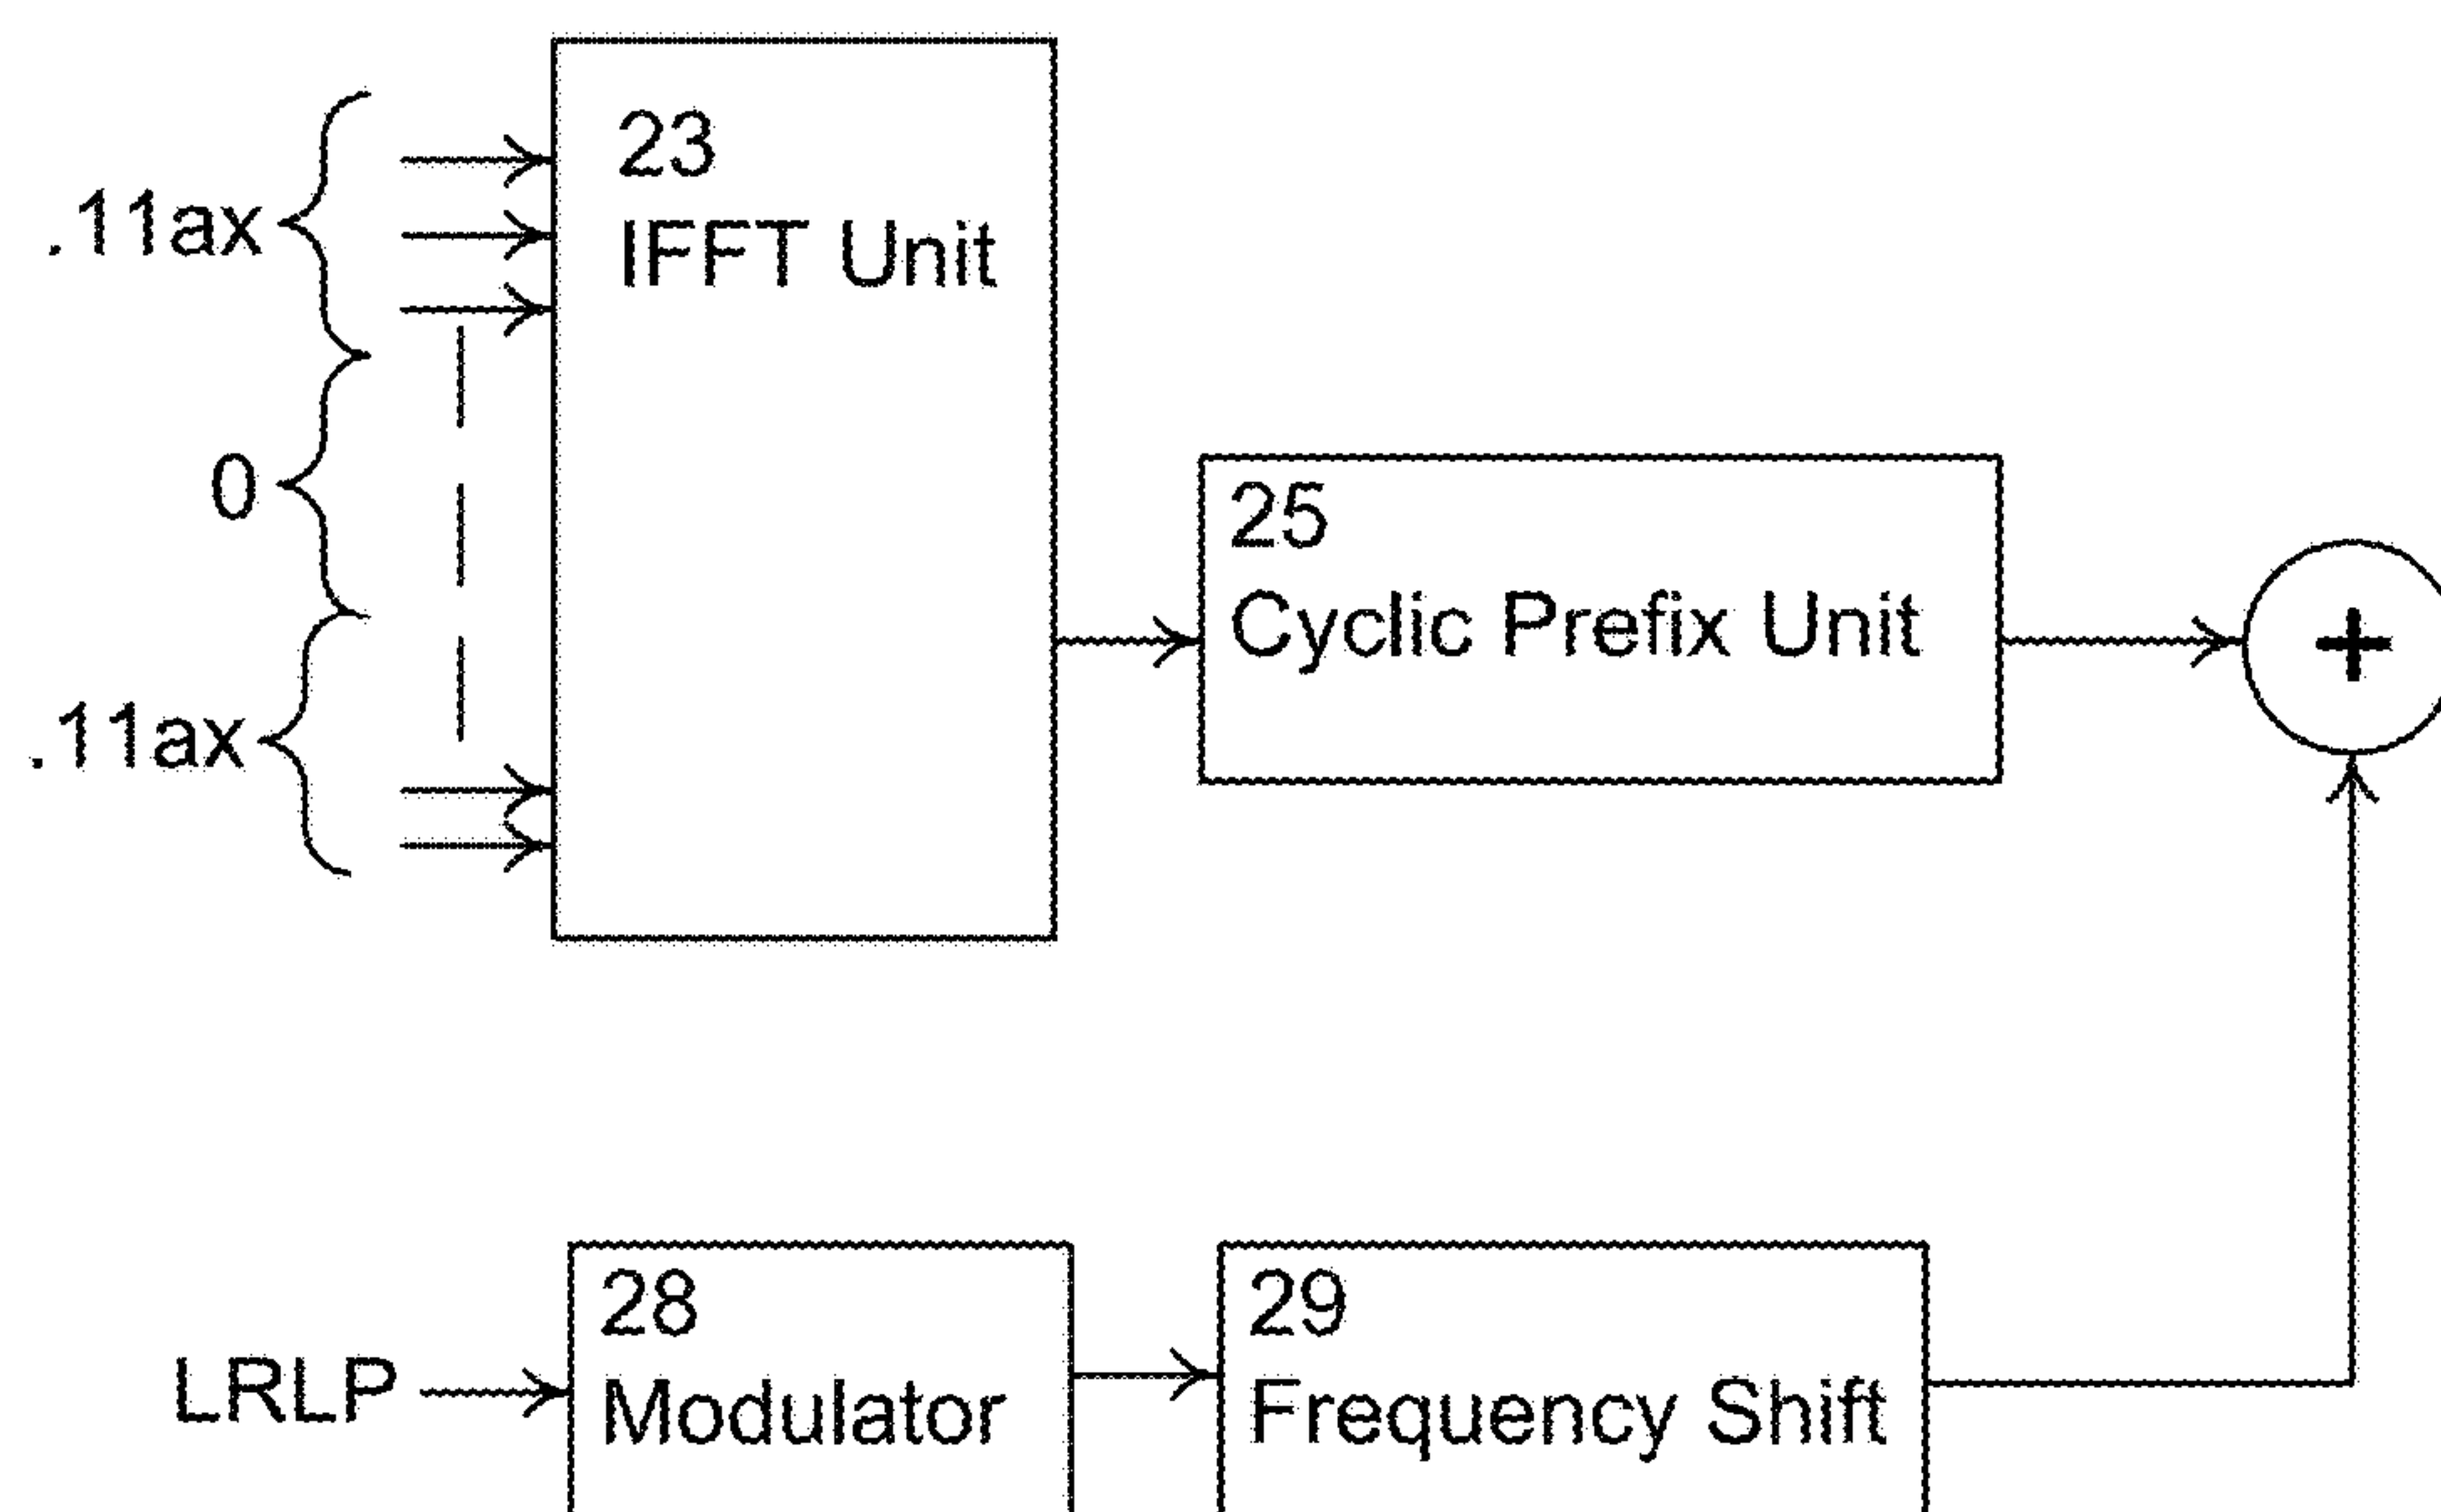 23
IFFT Unit
.11ax
0
.11ax
25
Cyclic Prefix Unit
+
28
Modulator
29
Frequency Shift
LRLP